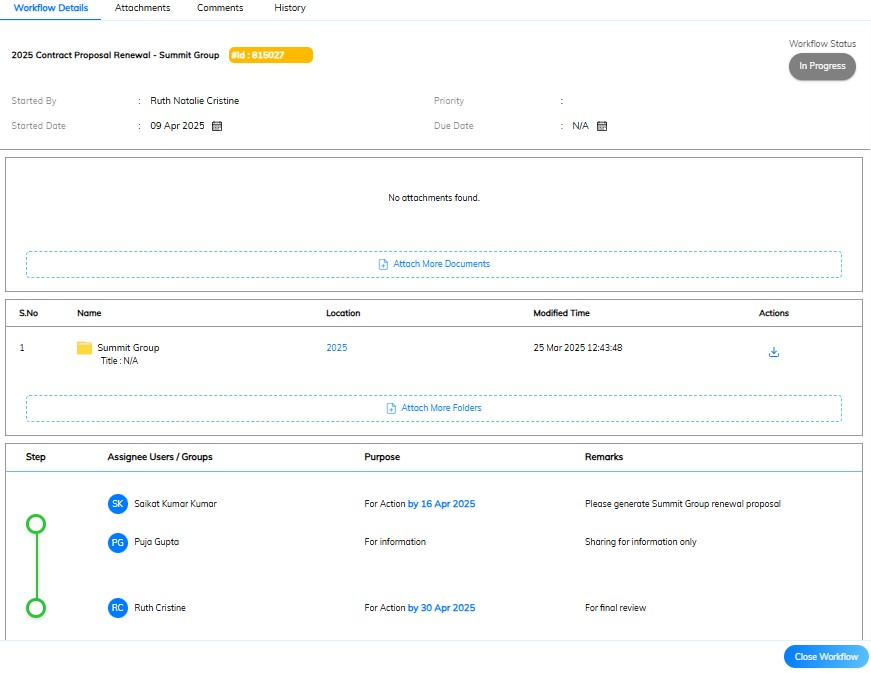 Workflow Details Attachments Comments History
2025 Contract Proposal Renewal - Summit Group #Id : 815027
Workflow Status
In Progress
Started By : Ruth Natalie Cristine Priority :
Started Date : 09 Apr 2025 Due Date : N/A
No attachments found.
Attach More Documents
S.No Name Location Modified Time Actions
1 Summit Group 2025 25 Mar 2025 12:43:48
Title : N/A
Attach More Folders
Step Assignee Users / Groups Purpose Remarks
SK Saikat Kumar Kumar For Action by 16 Apr 2025 Please generate Summit Group renewal proposal
PG Puja Gupta For information Sharing for information only
RC Ruth Cristine For Action by 30 Apr 2025 For final review
Close Workflow